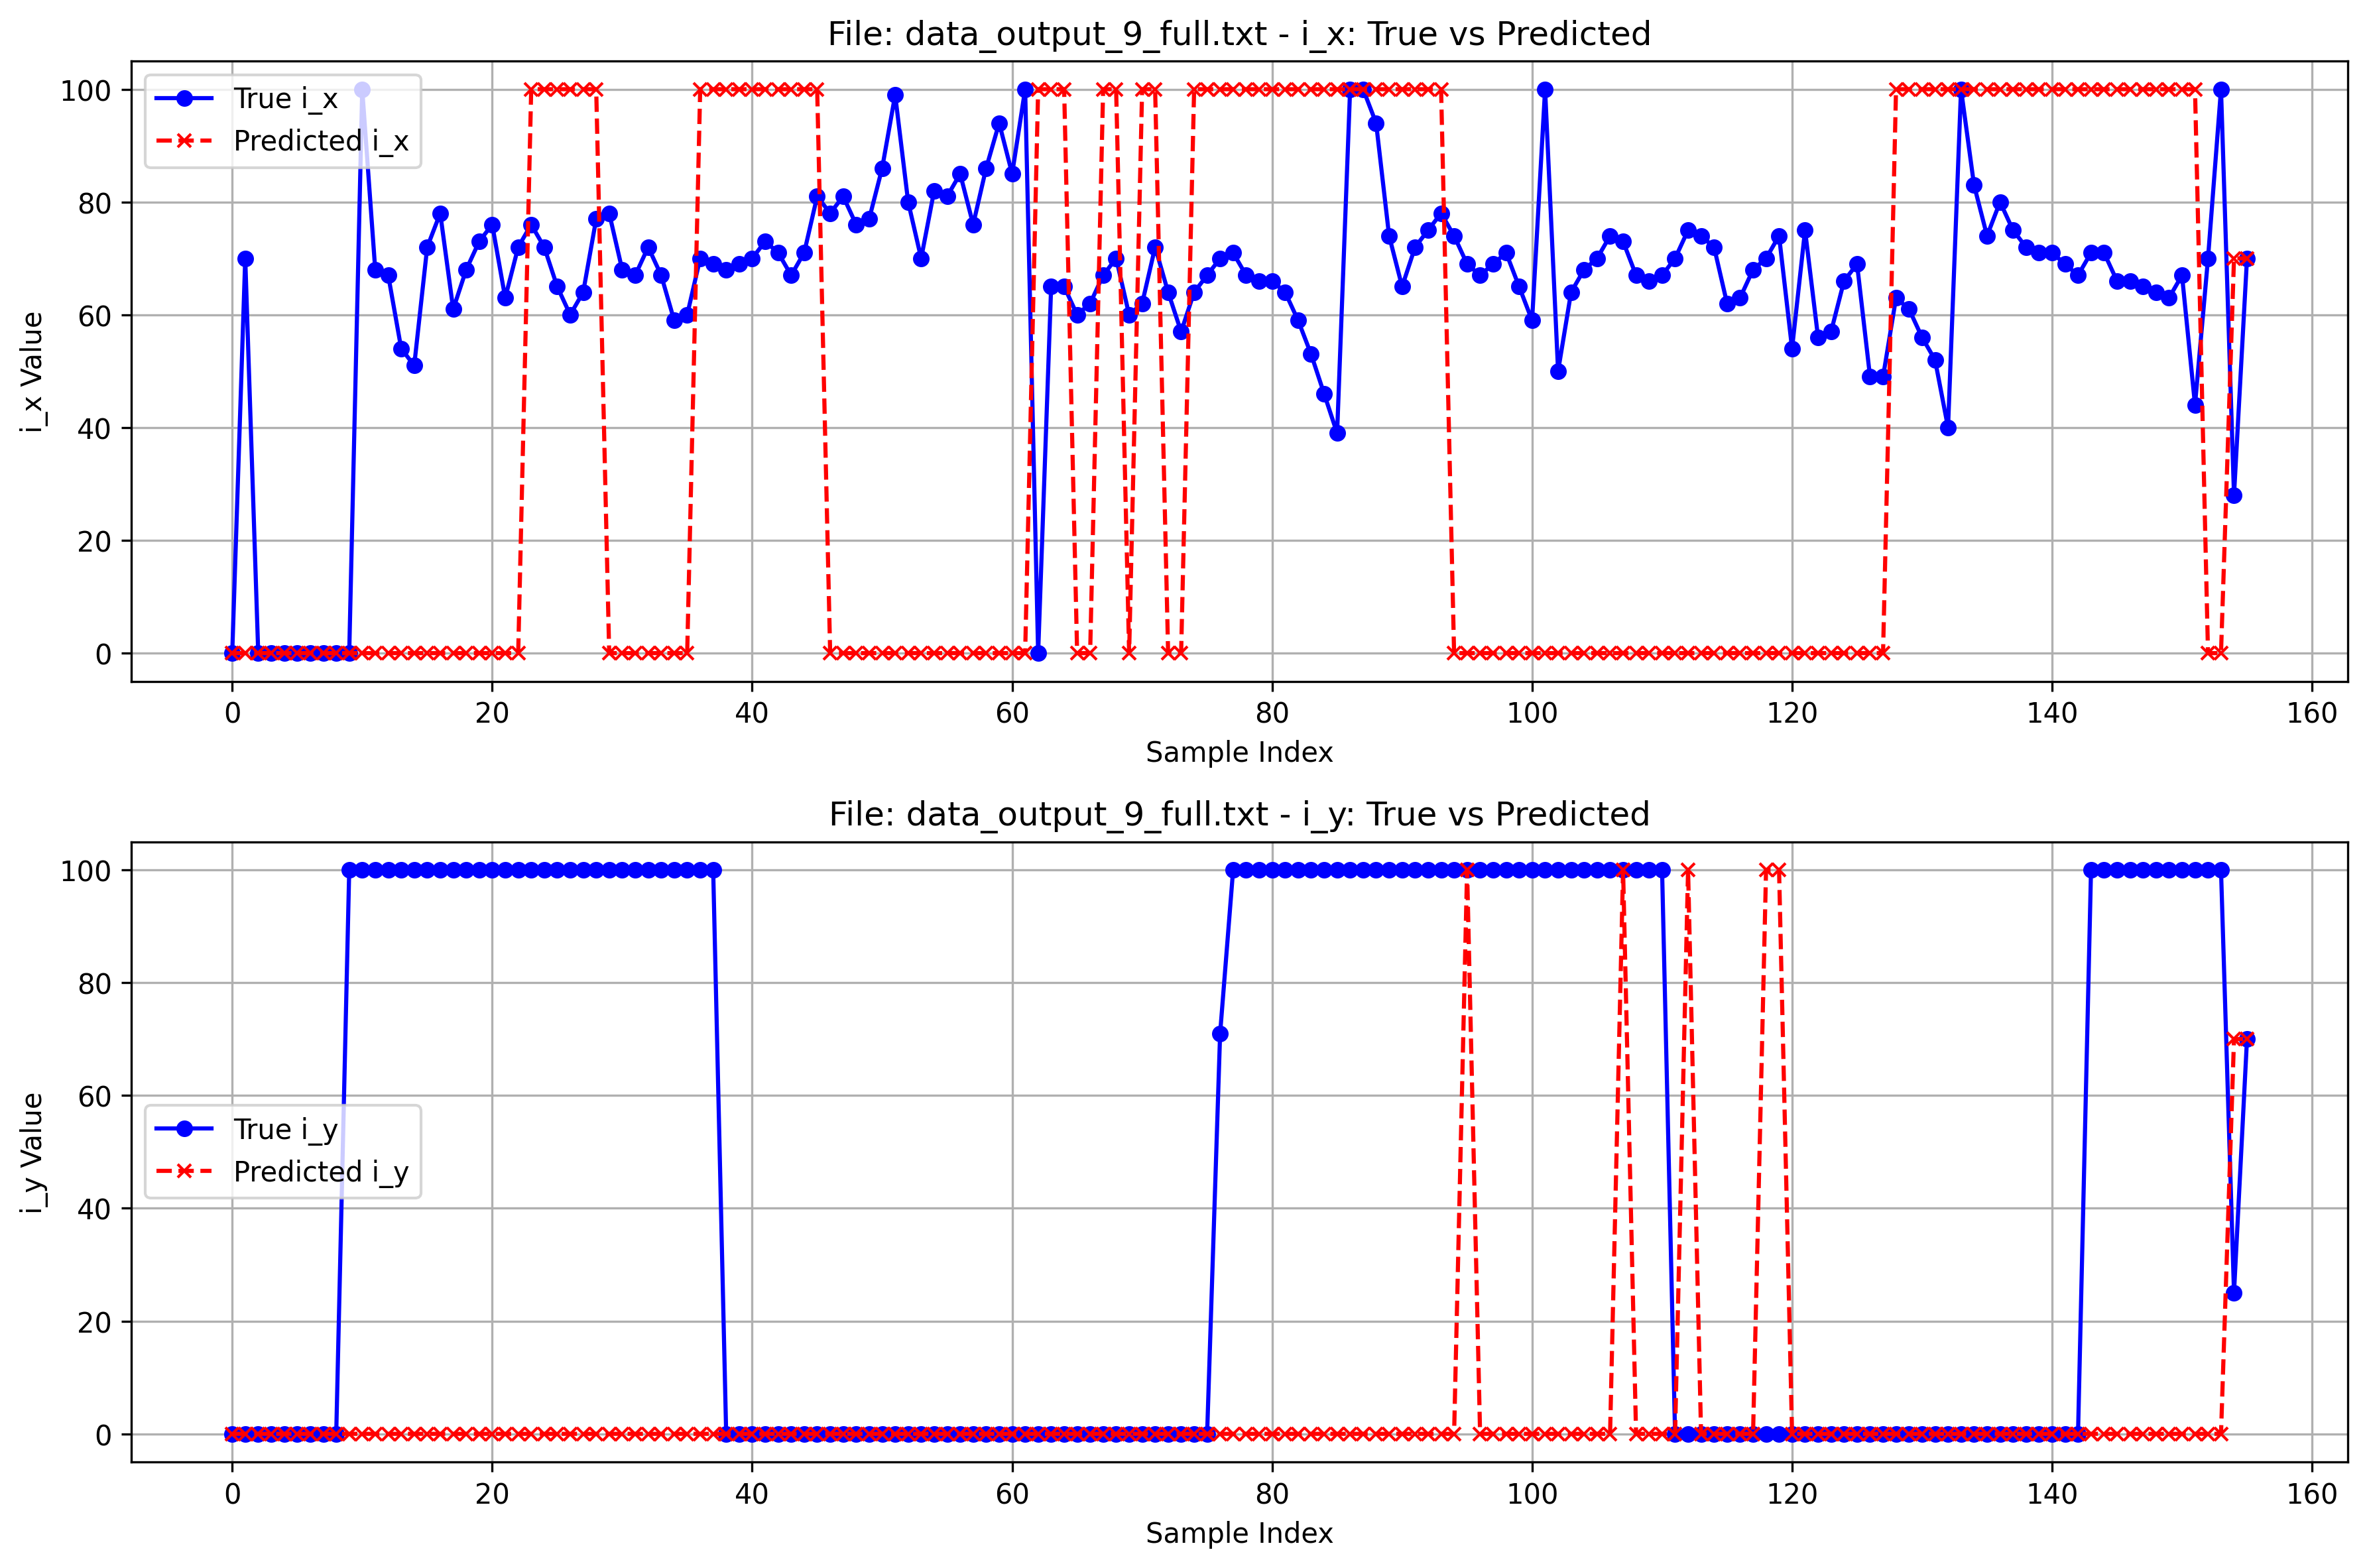 File: data_output_9_full.txt - i_x: True vs Predicted
True i_x
Predicted i_x
i_x Value
100
80
60
40
20
0
0 20 40 60 80 100 120 140 160
Sample Index
File: data_output_9_full.txt - i_y: True vs Predicted
True i_y
Predicted i_y
i_y Value
100
80
60
40
20
0
0 20 40 60 80 100 120 140 160
Sample Index